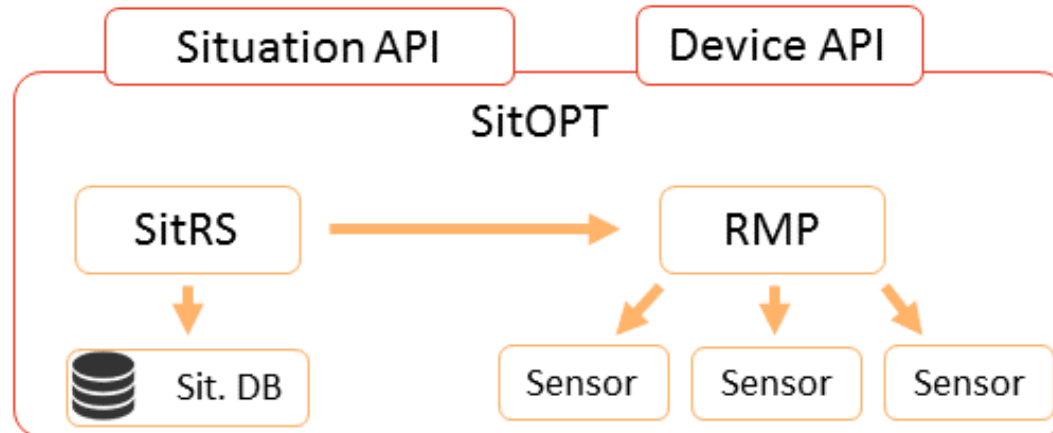 Situation API
Device API
SitOPT
SitRS
RMP
Sit. DB
Sensor
Sensor
Sensor